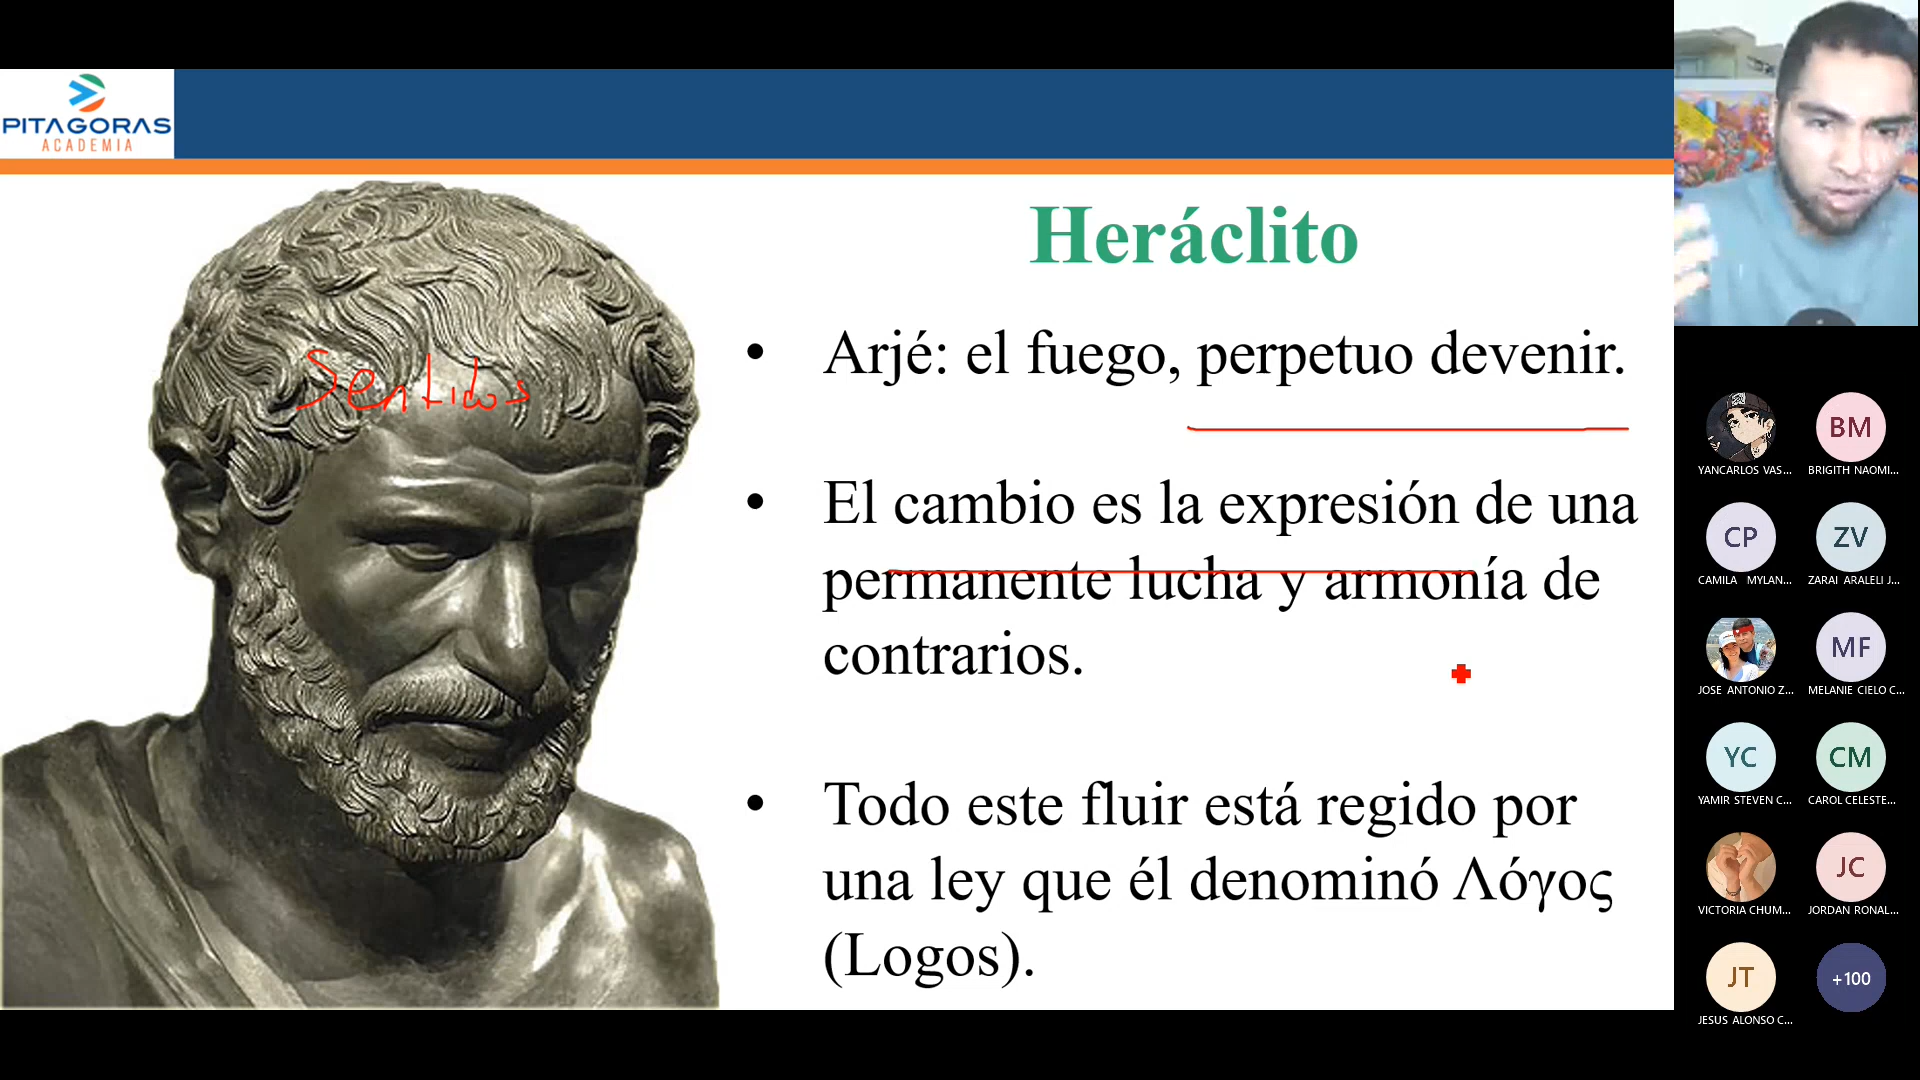 PITAGORAS
ACADEMIA
Heráclito
Sentidos
• Arjé: el fuego, perpetuo devenir.
• El cambio es la expresión de una
permanente lucha y armonía de
contrarios.
• Todo este fluir está regido por
una ley que él denominó Λόγος
(Logos).
YANCARLOS VAS...
BM
BRIGITH NAOMI...
CP
CAMILA MYLAN...
ZV
ZARAI ARALELI J...
JOSE ANTONIO Z...
MF
MELANIE CIELO C...
YC
YAMIR STEVEN C...
CM
CAROL CELESTE...
VICTORIA CHUM...
JC
JORDAN RONAL...
JT
JESUS ALONSO C...
+100